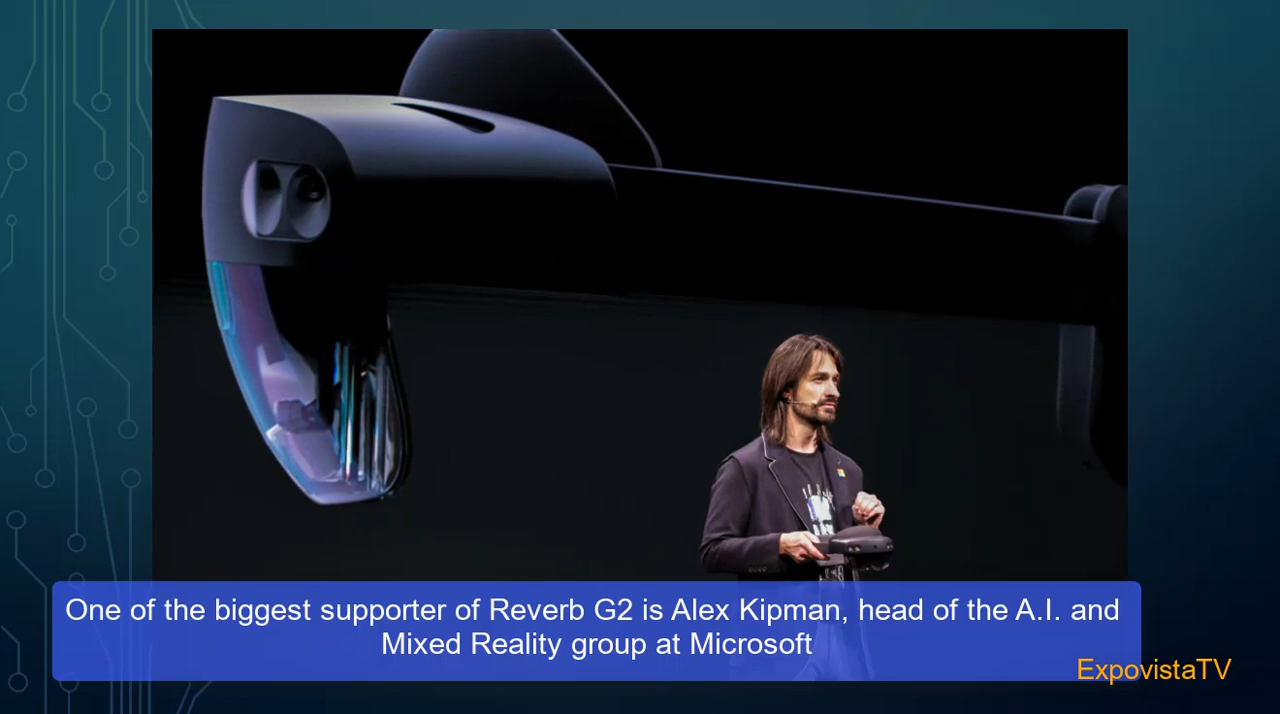 One of the biggest supporter of Reverb G2 is Alex Kipman, head of the A.I. and
Mixed Reality group at Microsoft
ExpovistaTV